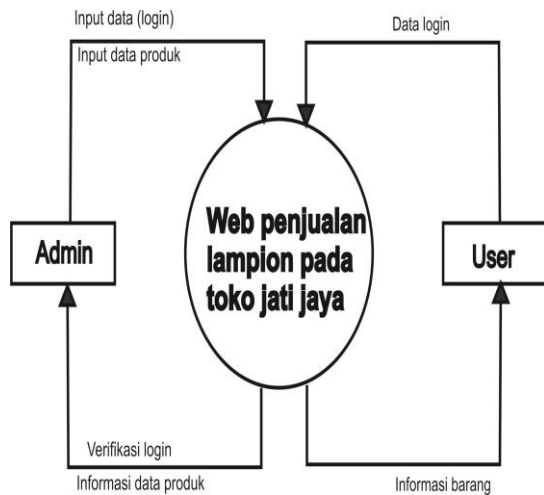 Input data (login)
Input data produk
Data login
Admin
Web penjualan
lampion pada
toko jati jaya
User
Verifikasi login
Informasi data produk
Informasi barang